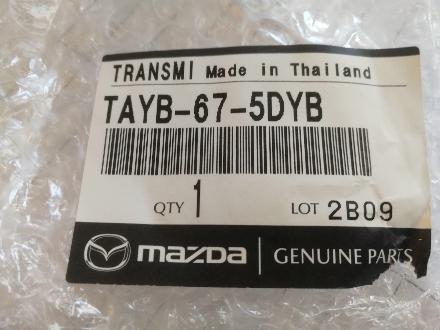 TRANSMI Made in Thailand
TAYB-67-5DYB
QTY 1 LOT 2B09
mazda GENUINE PARTS